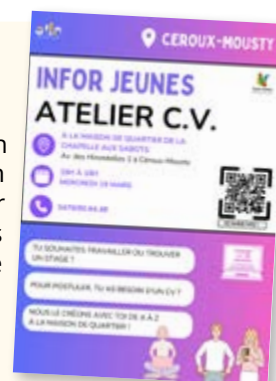 CEROUX-MOUSTY
INFOR JEUNES
ATELIER C.V.
A LA MAISON DE QUARTIER DE LA
CHAPELLE AUX SABOTS
Av. des Hirondelles 2 à Céroux-Mousty
MERCREDI 19 MARS
TU SOUHAITES TRAVAILLER OU TROUVER
UN STAGE ?
POUR POSTULER, TU AS BESOIN D'UN CV ?
NOUS LE CRÉONS AVEC TOI DE A À Z
A LA MAISON DE QUARTIER !